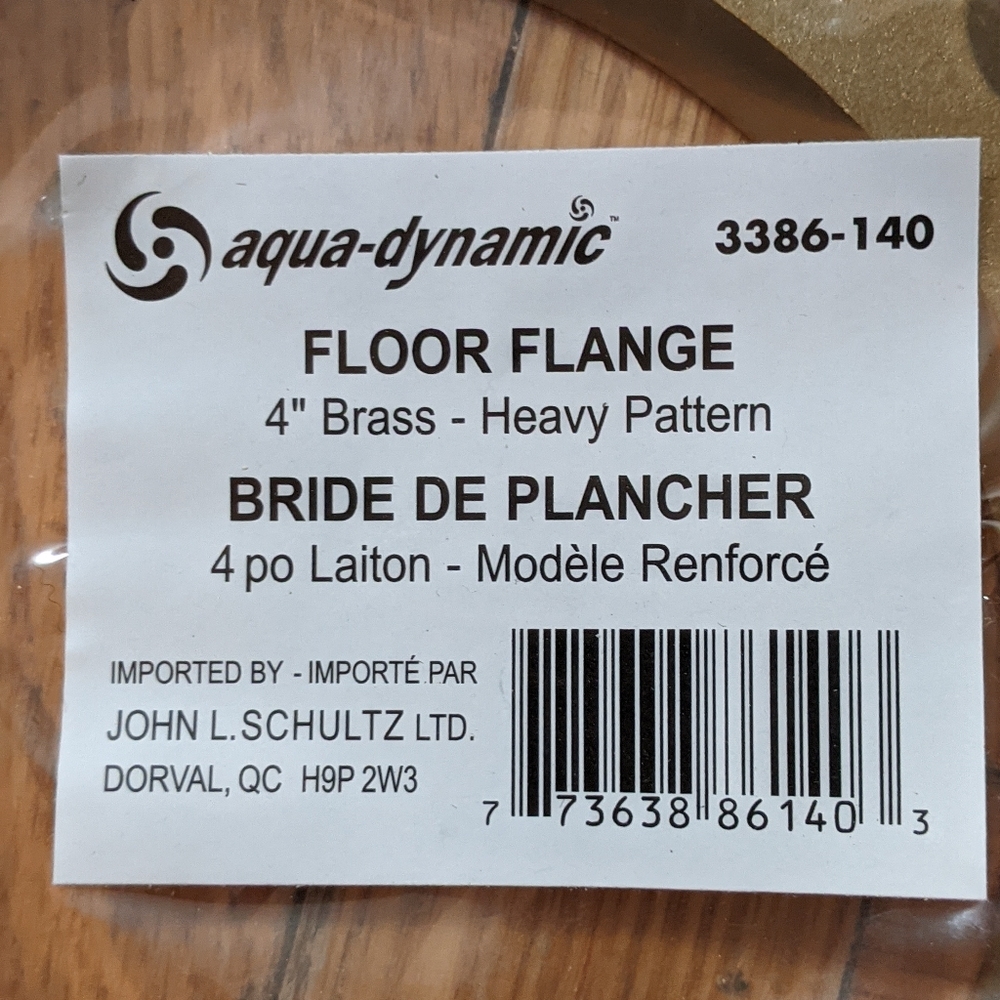 aqua-dynamic™ 3386-140
FLOOR FLANGE
4" Brass - Heavy Pattern
BRIDE DE PLANCHER
4 po Laiton - Modèle Renforcé
IMPORTED BY - IMPORTÉ PAR
JOHN L. SCHULTZ LTD.
DORVAL, QC H9P 2W3
7 73638 86140 3